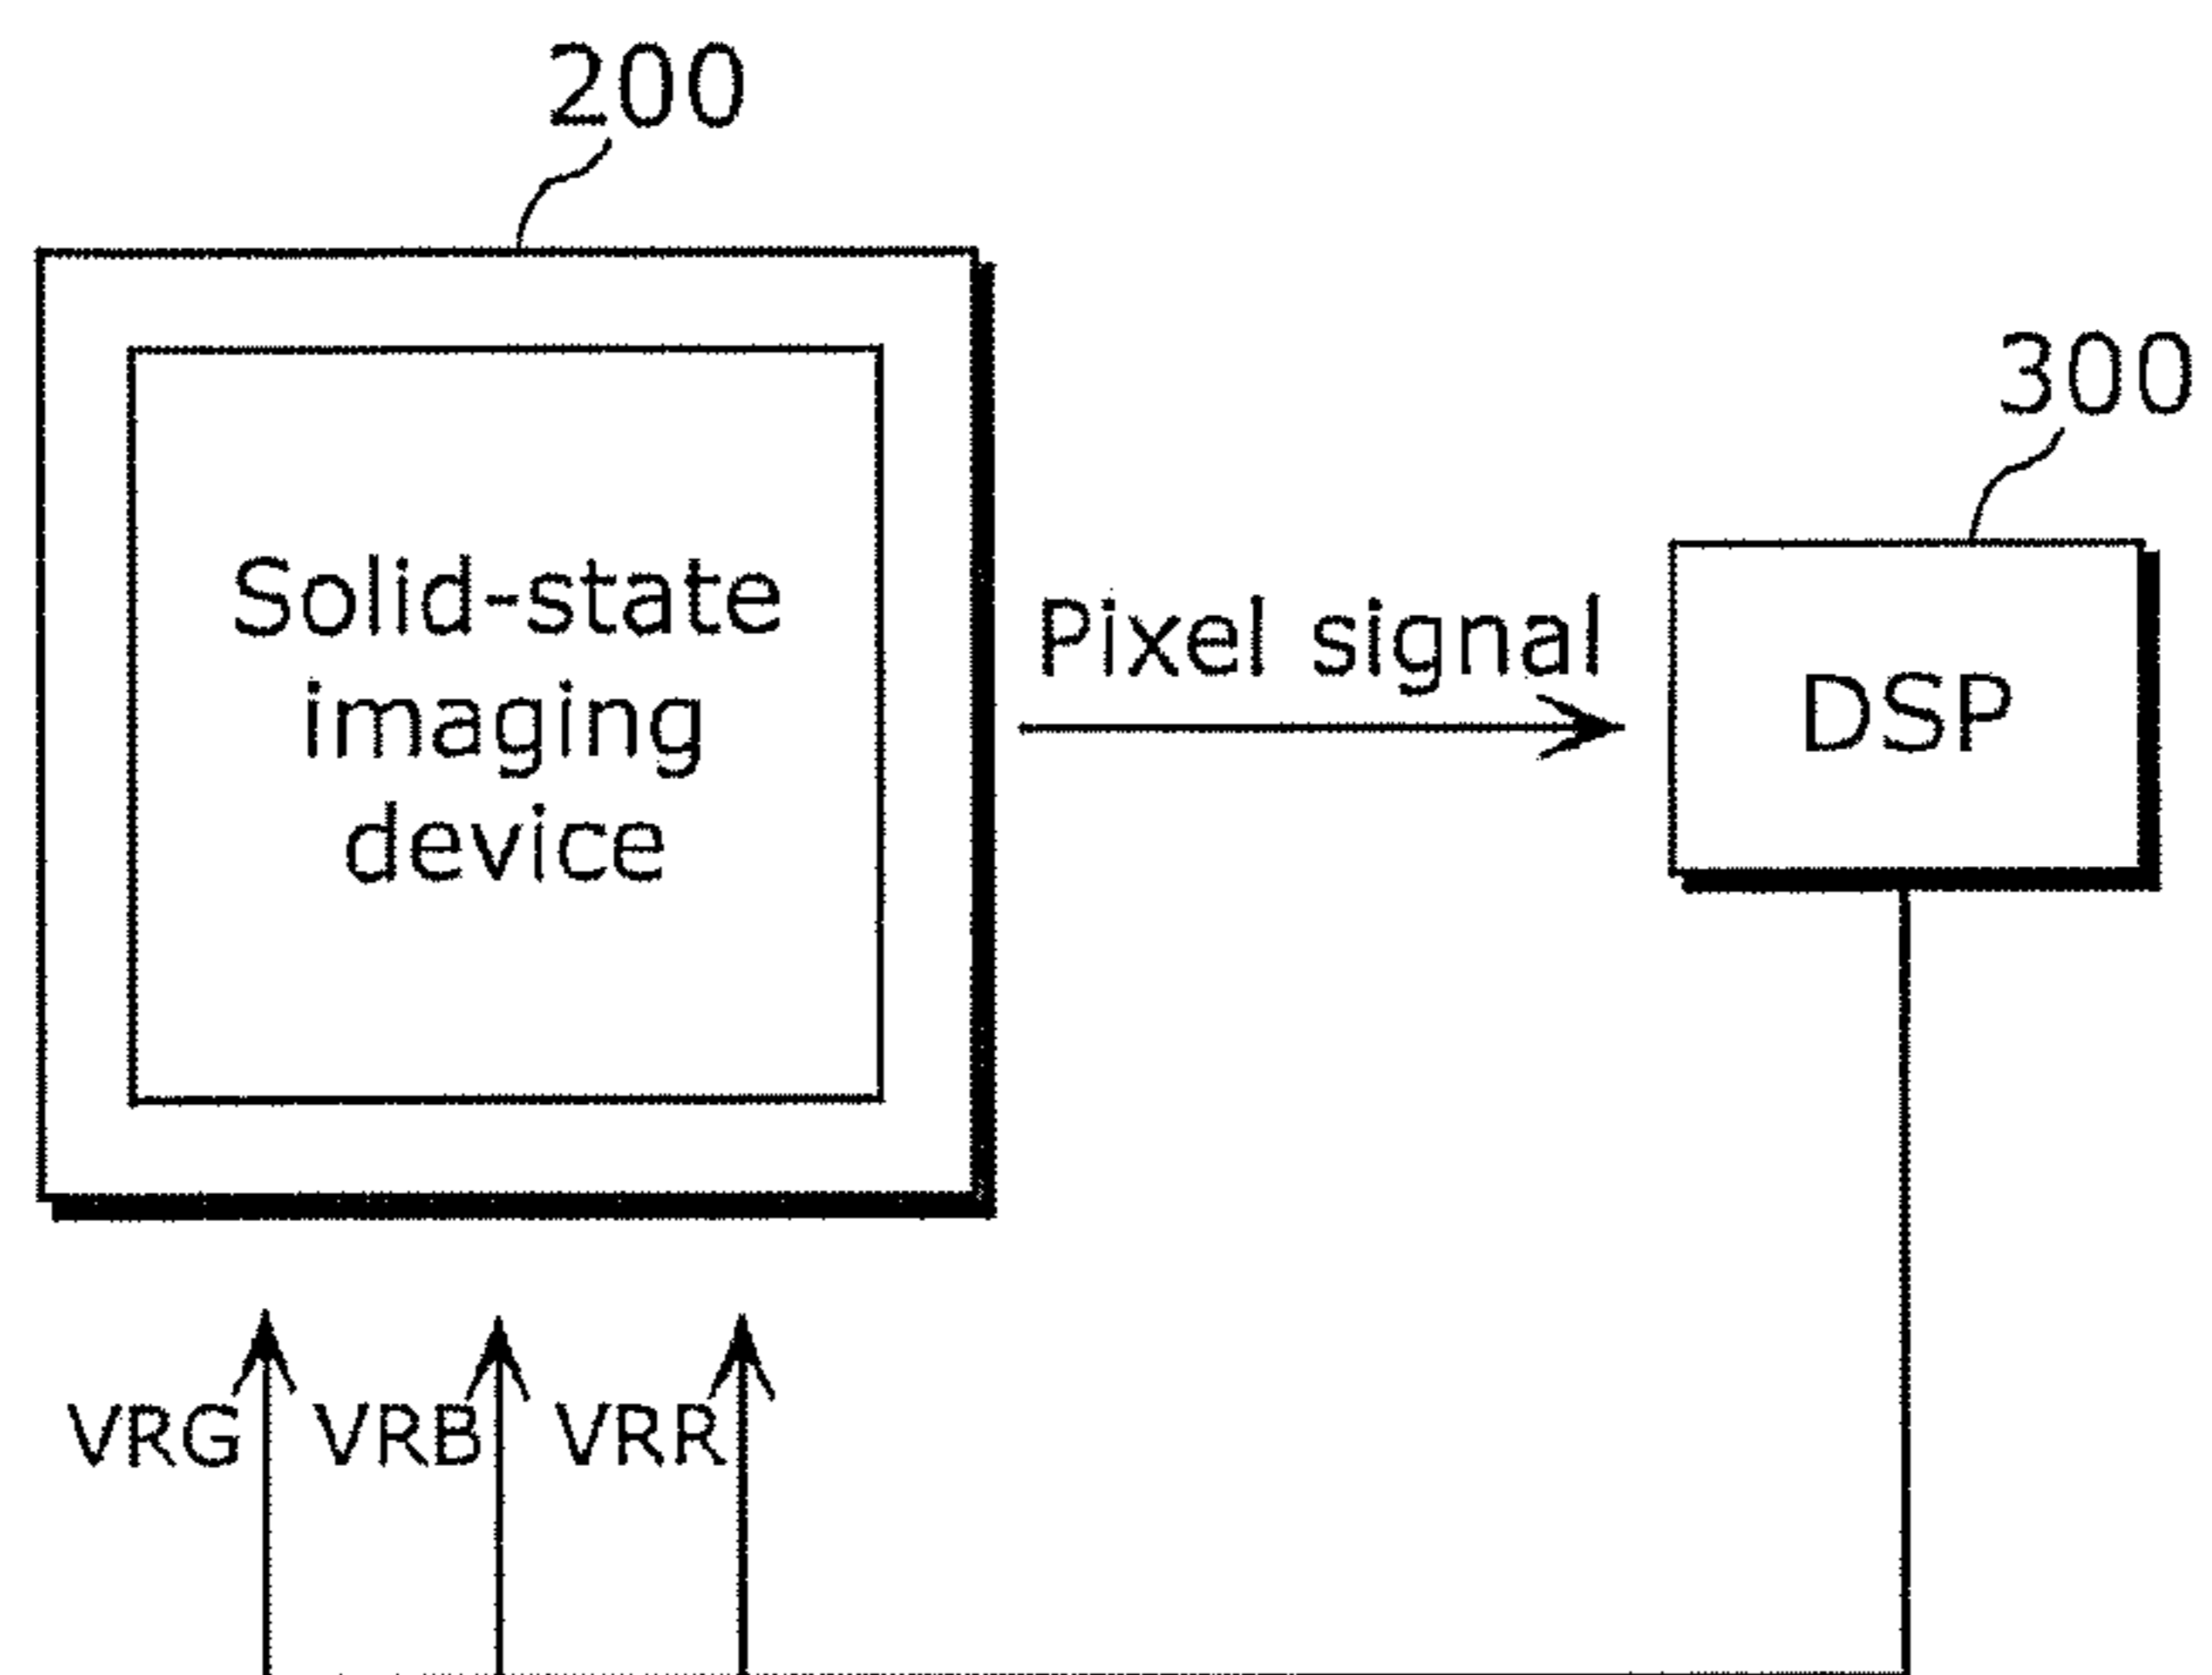 200
300
Solid-state
imaging
device
Pixel signal
DSP
VRG VRB VRR